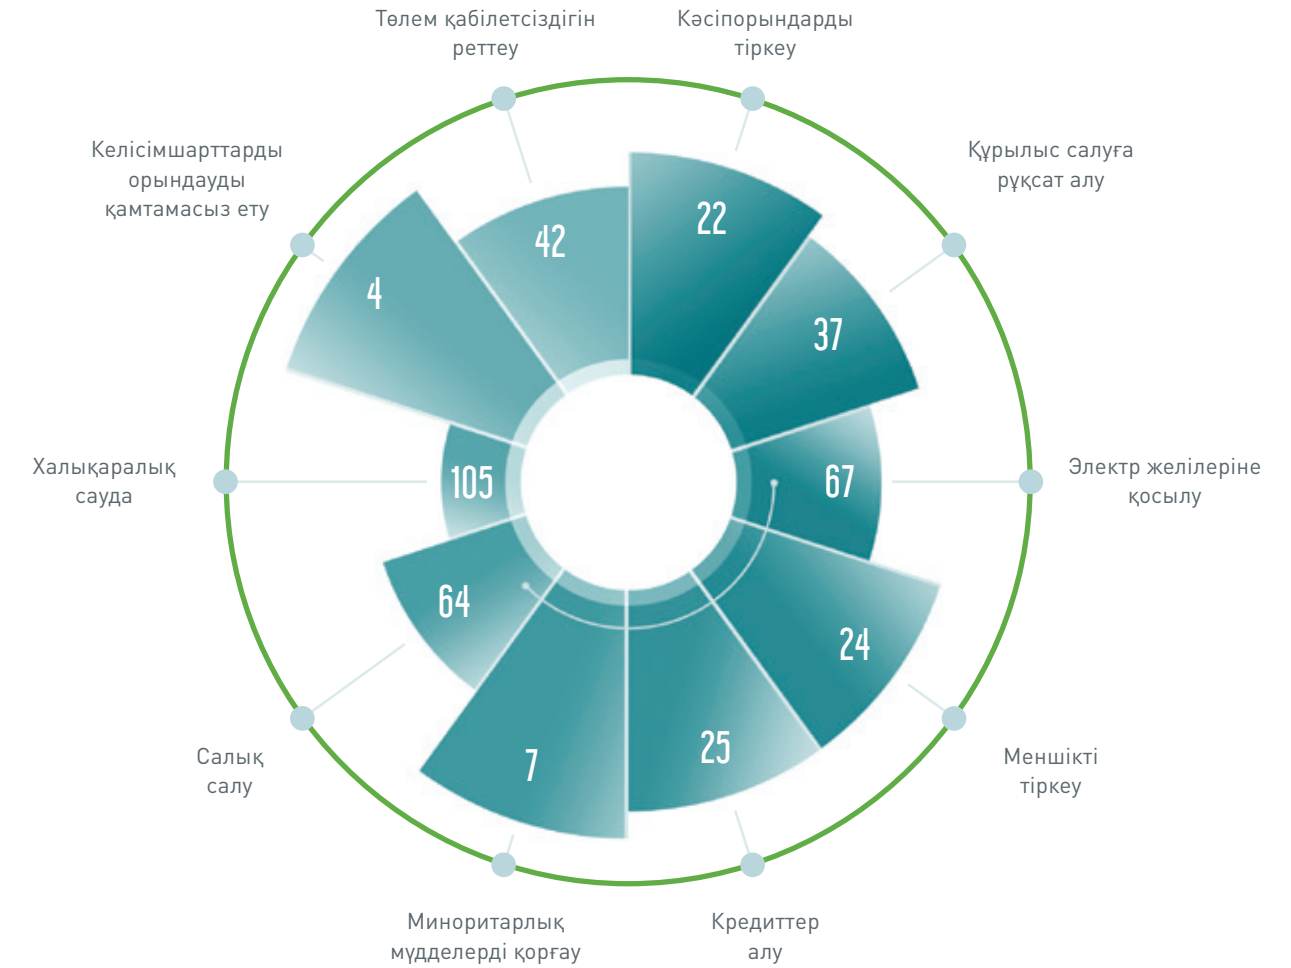 Төлем қабілетсіздігін
реттеу
Кәсіпорындарды
тіркеу
Келісімшарттарды
орындауды
қамтамасыз ету
Құрылыс салуға
рұқсат алу
22
42
4
37
Халықаралық
сауда
105
67
Электр желілеріне
қосылу
64
24
7
25
Салық
салу
Меншікті
тіркеу
Миноритарлық
мүдделерді қорғау
Кредиттер
алу